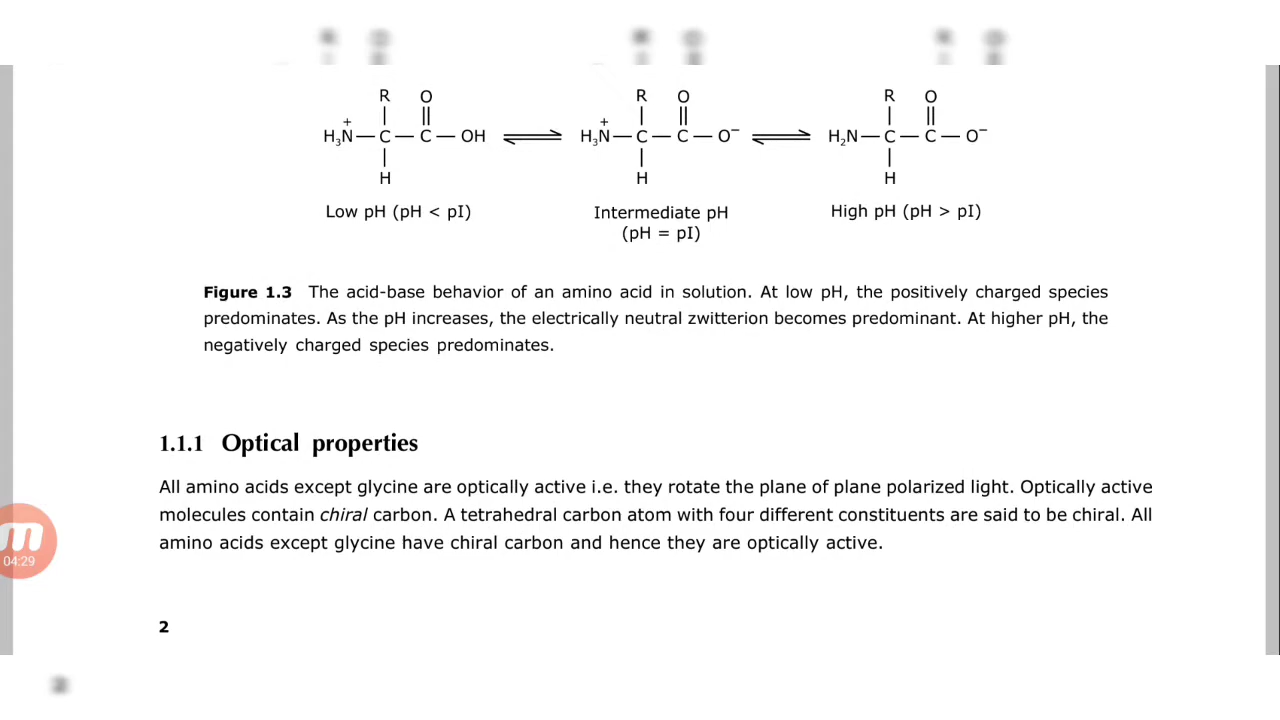 R O R O R O
H₃N⁺—C—C—OH ⇌ H₃N⁺—C—C—O⁻ ⇌ H₂N—C—C—O⁻
H H H
Low pH (pH < pI) Intermediate pH High pH (pH > pI)
(pH = pI)
Figure 1.3 The acid-base behavior of an amino acid in solution. At low pH, the positively charged species
predominates. As the pH increases, the electrically neutral zwitterion becomes predominant. At higher pH, the
negatively charged species predominates.
1.1.1 Optical properties
All amino acids except glycine are optically active i.e. they rotate the plane of plane polarized light. Optically active
molecules contain chiral carbon. A tetrahedral carbon atom with four different constituents are said to be chiral. All
amino acids except glycine have chiral carbon and hence they are optically active.
04:29
2